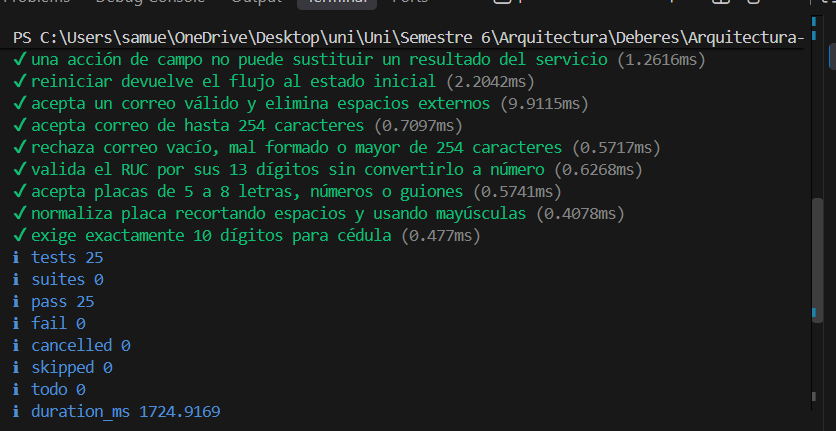 Terminal
PS C:\Users\samue\OneDrive\Desktop\uni\Uni\Semestre 6\Arquitectura\Deberes\Arquitectura-
✔ una acción de campo no puede sustituir un resultado del servicio (1.2616ms)
✔ reiniciar devuelve el flujo al estado inicial (2.2042ms)
✔ acepta un correo válido y elimina espacios externos (9.9115ms)
✔ acepta correo de hasta 254 caracteres (0.7097ms)
✔ rechaza correo vacío, mal formado o mayor de 254 caracteres (0.5717ms)
✔ valida el RUC por sus 13 dígitos sin convertirlo a número (0.6268ms)
✔ acepta placas de 5 a 8 letras, números o guiones (0.5741ms)
✔ normaliza placa recortando espacios y usando mayúsculas (0.4078ms)
✔ exige exactamente 10 dígitos para cédula (0.477ms)
ℹ tests 25
ℹ suites 0
ℹ pass 25
ℹ fail 0
ℹ cancelled 0
ℹ skipped 0
ℹ todo 0
ℹ duration_ms 1724.9169